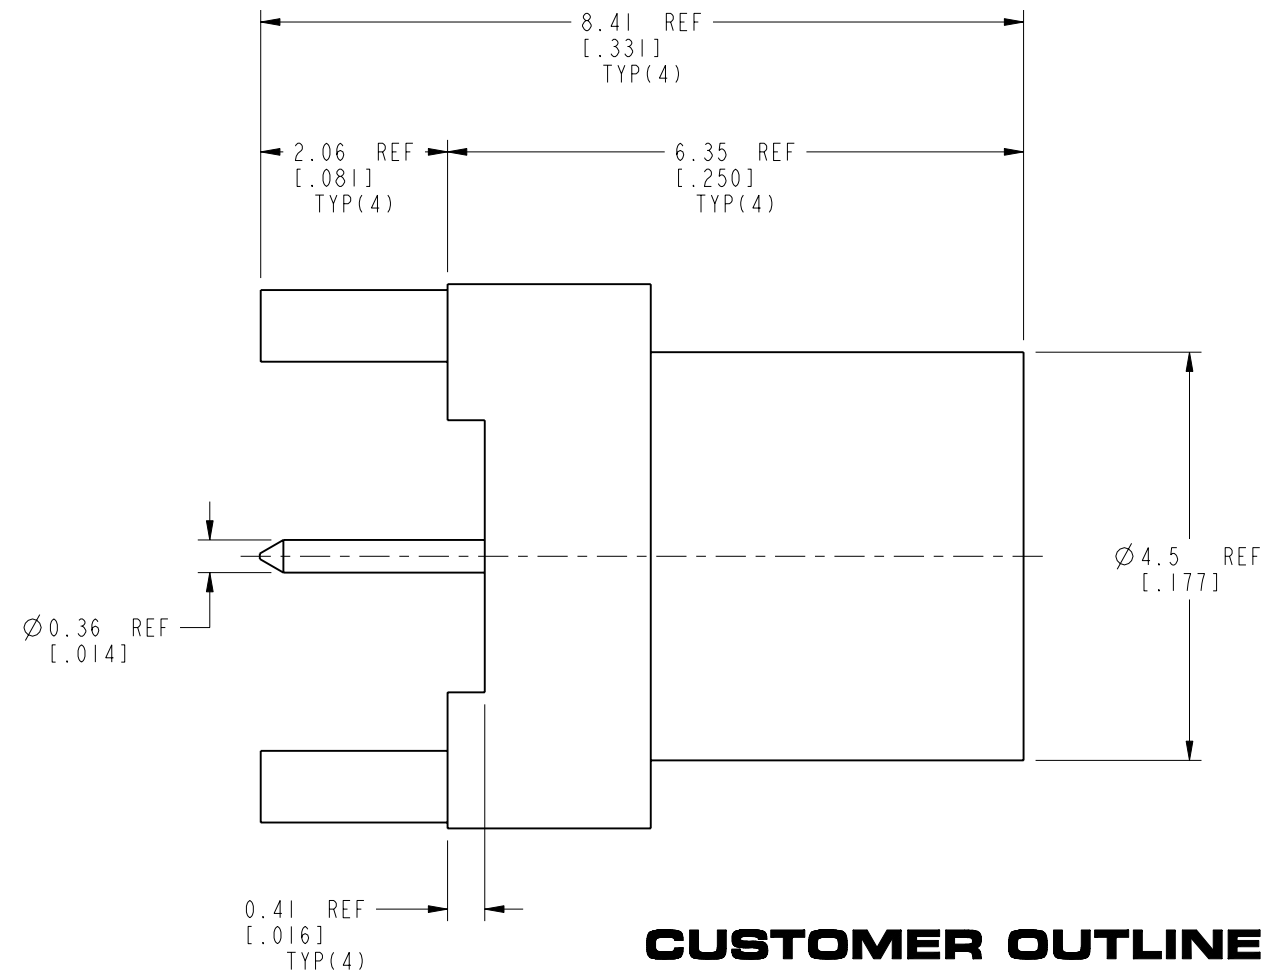 8.41 REF
[.331]
TYP(4)
2.06 REF
[.081]
TYP(4)
6.35 REF
[.250]
TYP(4)
Ø4.5 REF
[.177]
Ø0.36 REF
[.014]
0.41 REF
[.016]
TYP(4)
CUSTOMER OUTLINE